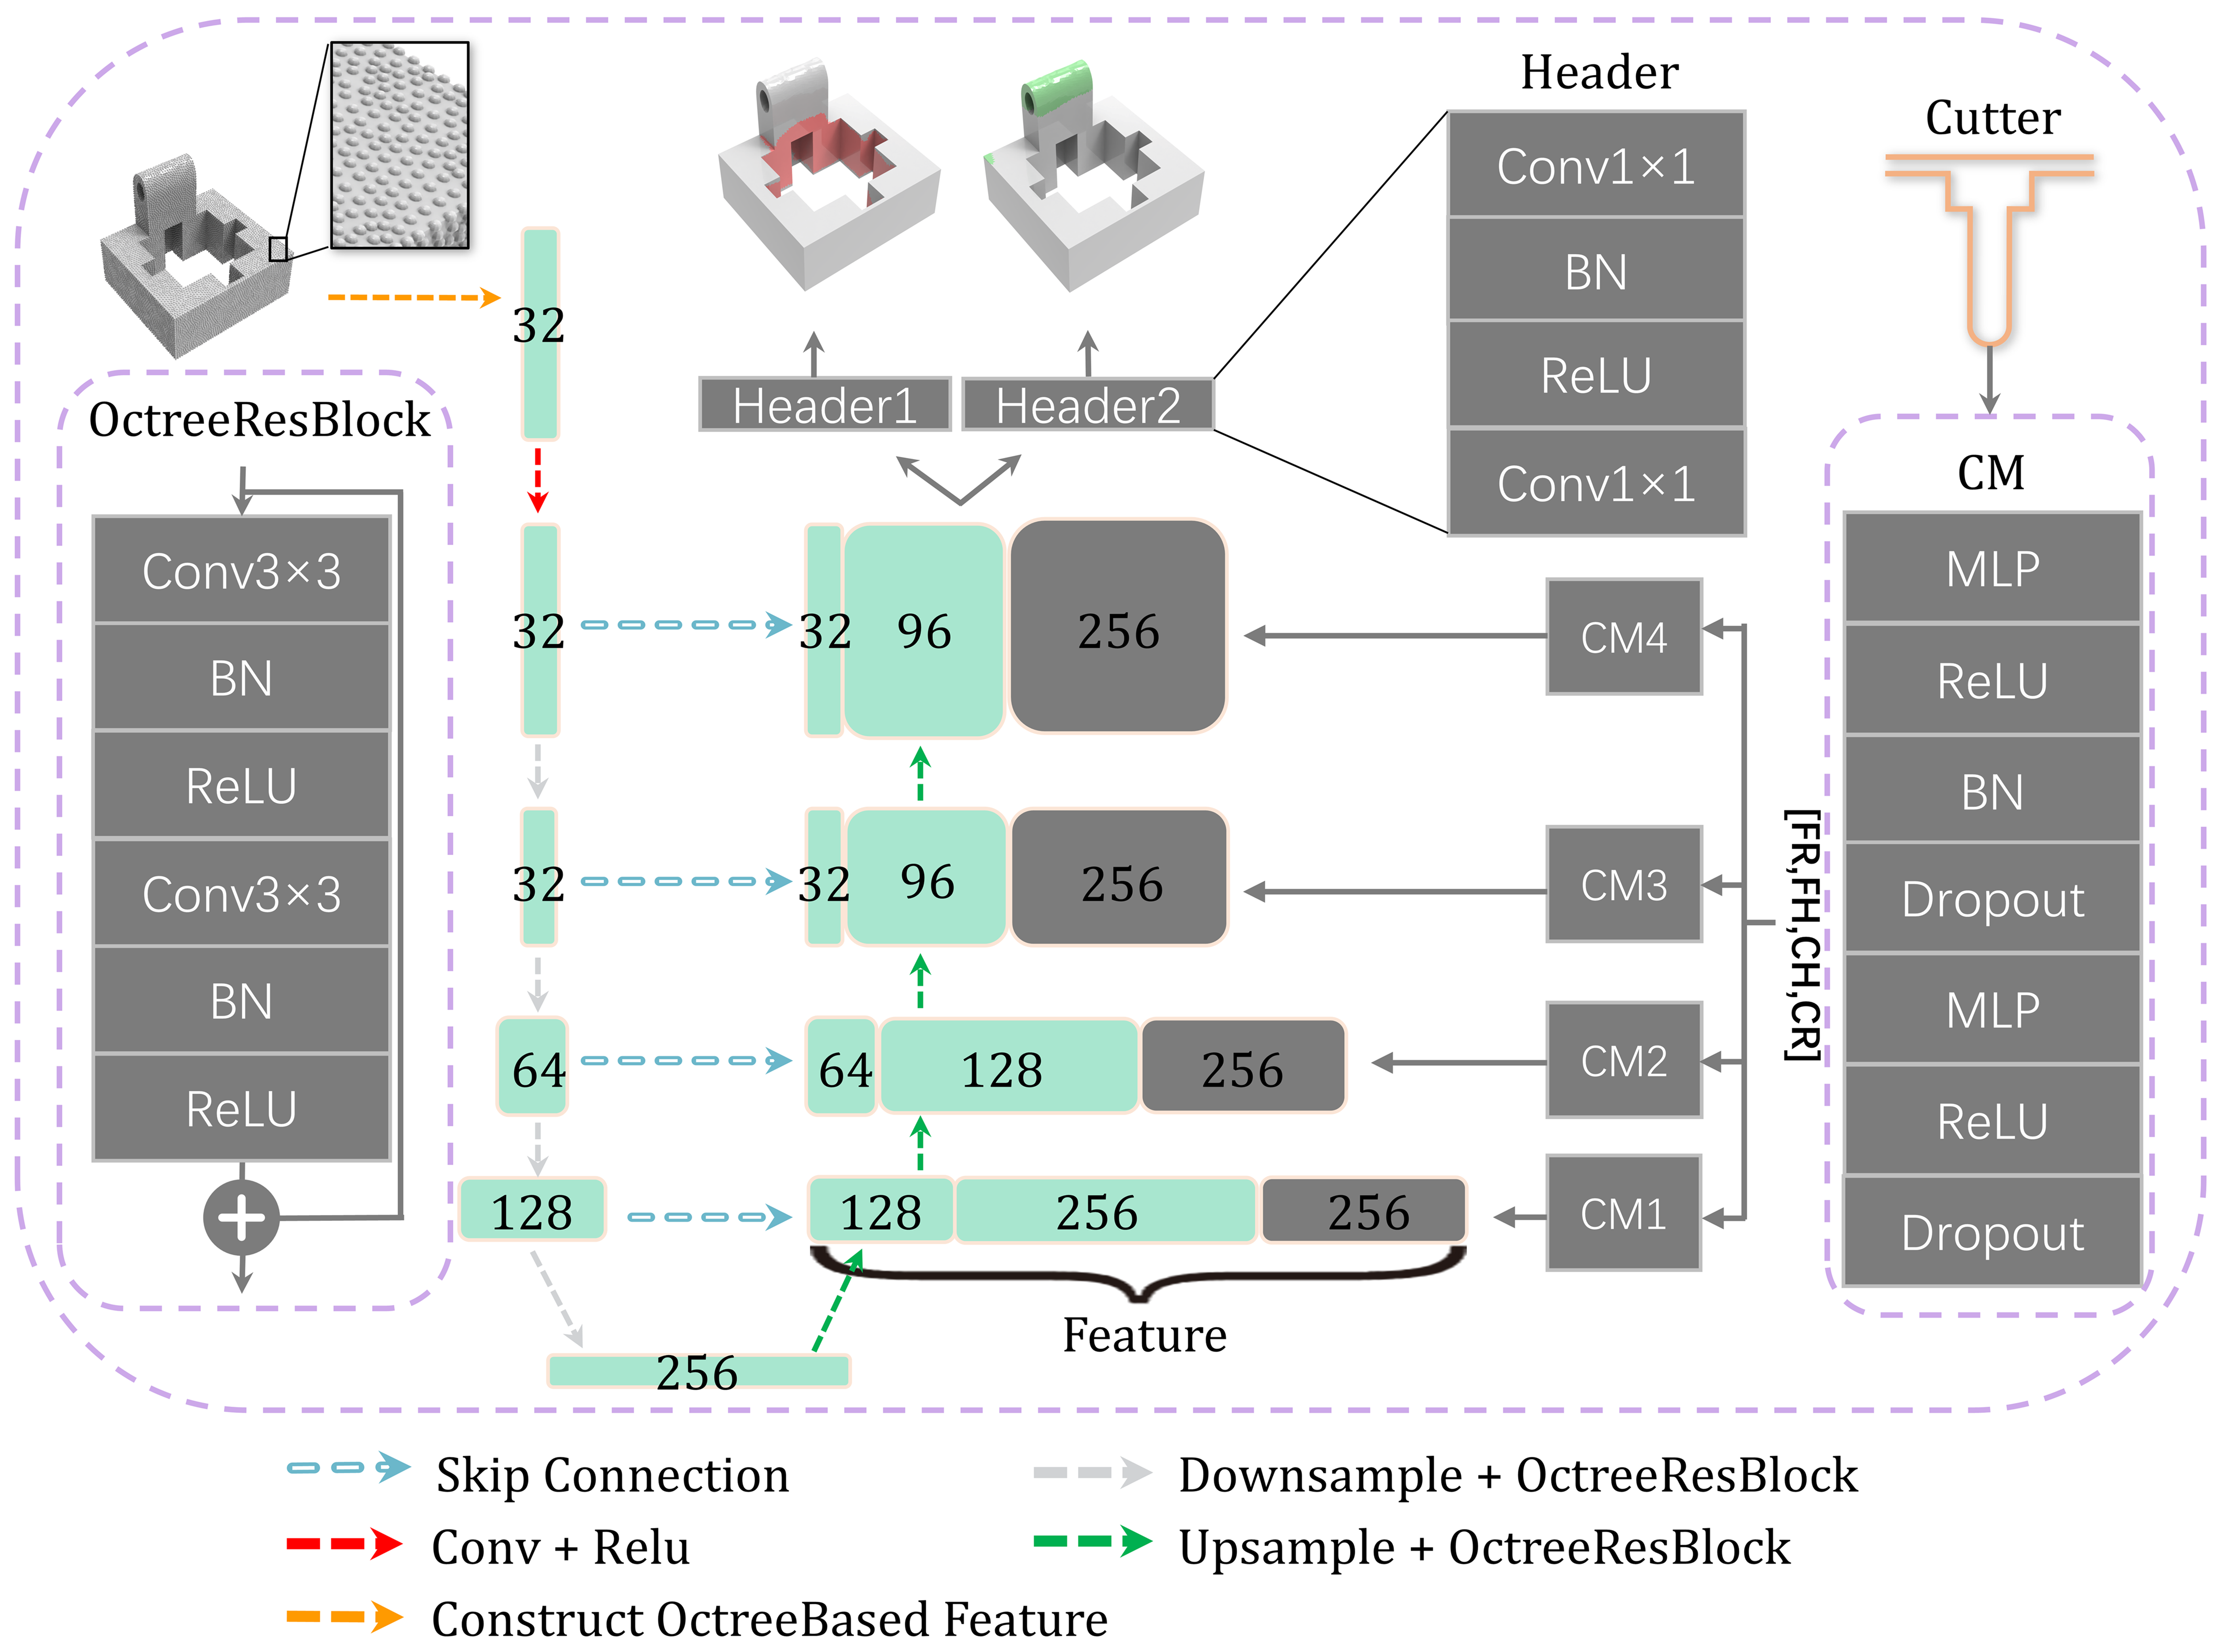 Header
Cutter
Conv1×1
BN
ReLU
Conv1×1
32
Header1
Header2
OctreeResBlock
Conv3×3
BN
ReLU
Conv3×3
BN
ReLU
CM
MLP
ReLU
BN
Dropout
MLP
ReLU
Dropout
32
32
96
256
CM4
32
32
96
256
CM3
[FR,FH,CH,CR]
64
64
128
256
CM2
128
128
256
256
CM1
Feature
256
Skip Connection
Downsample + OctreeResBlock
Conv + Relu
Upsample + OctreeResBlock
Construct OctreeBased Feature